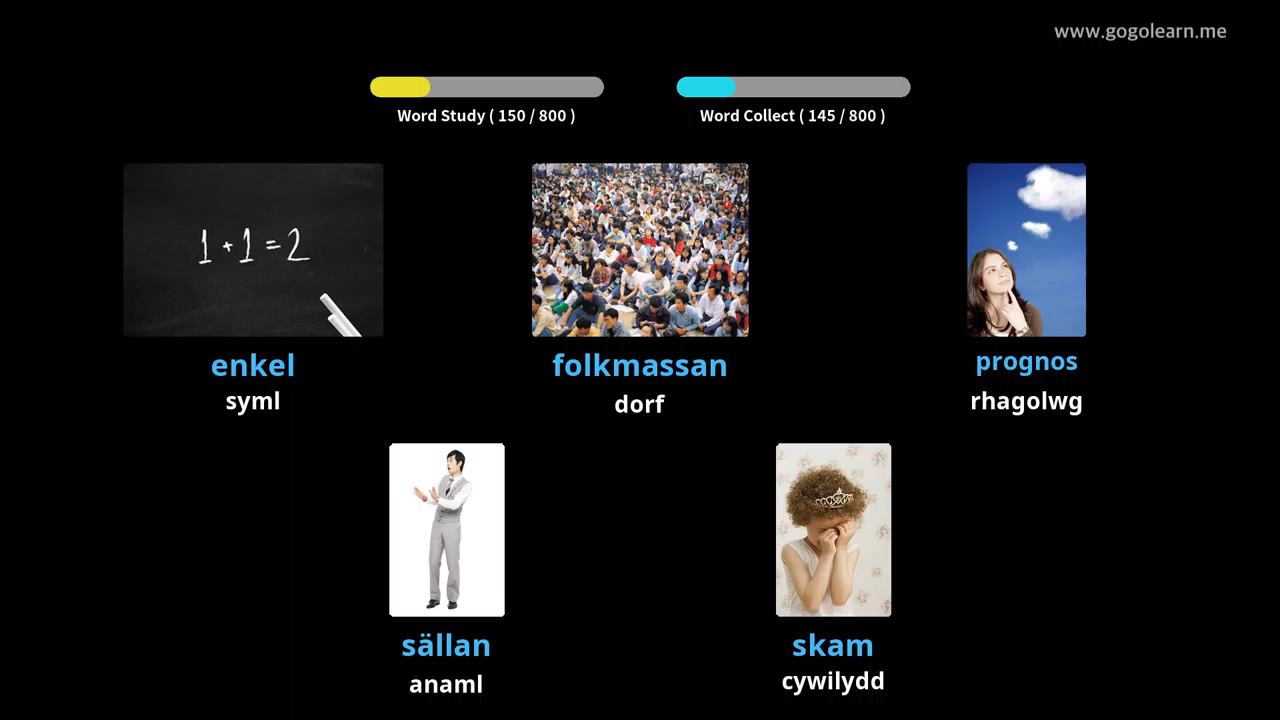 www.gogolearn.me
Word Study ( 150 / 800 )
Word Collect ( 145 / 800 )
1 + 1 = 2
enkel
syml
folkmassan
dorf
prognos
rhagolwg
sällan
anaml
skam
cywilydd